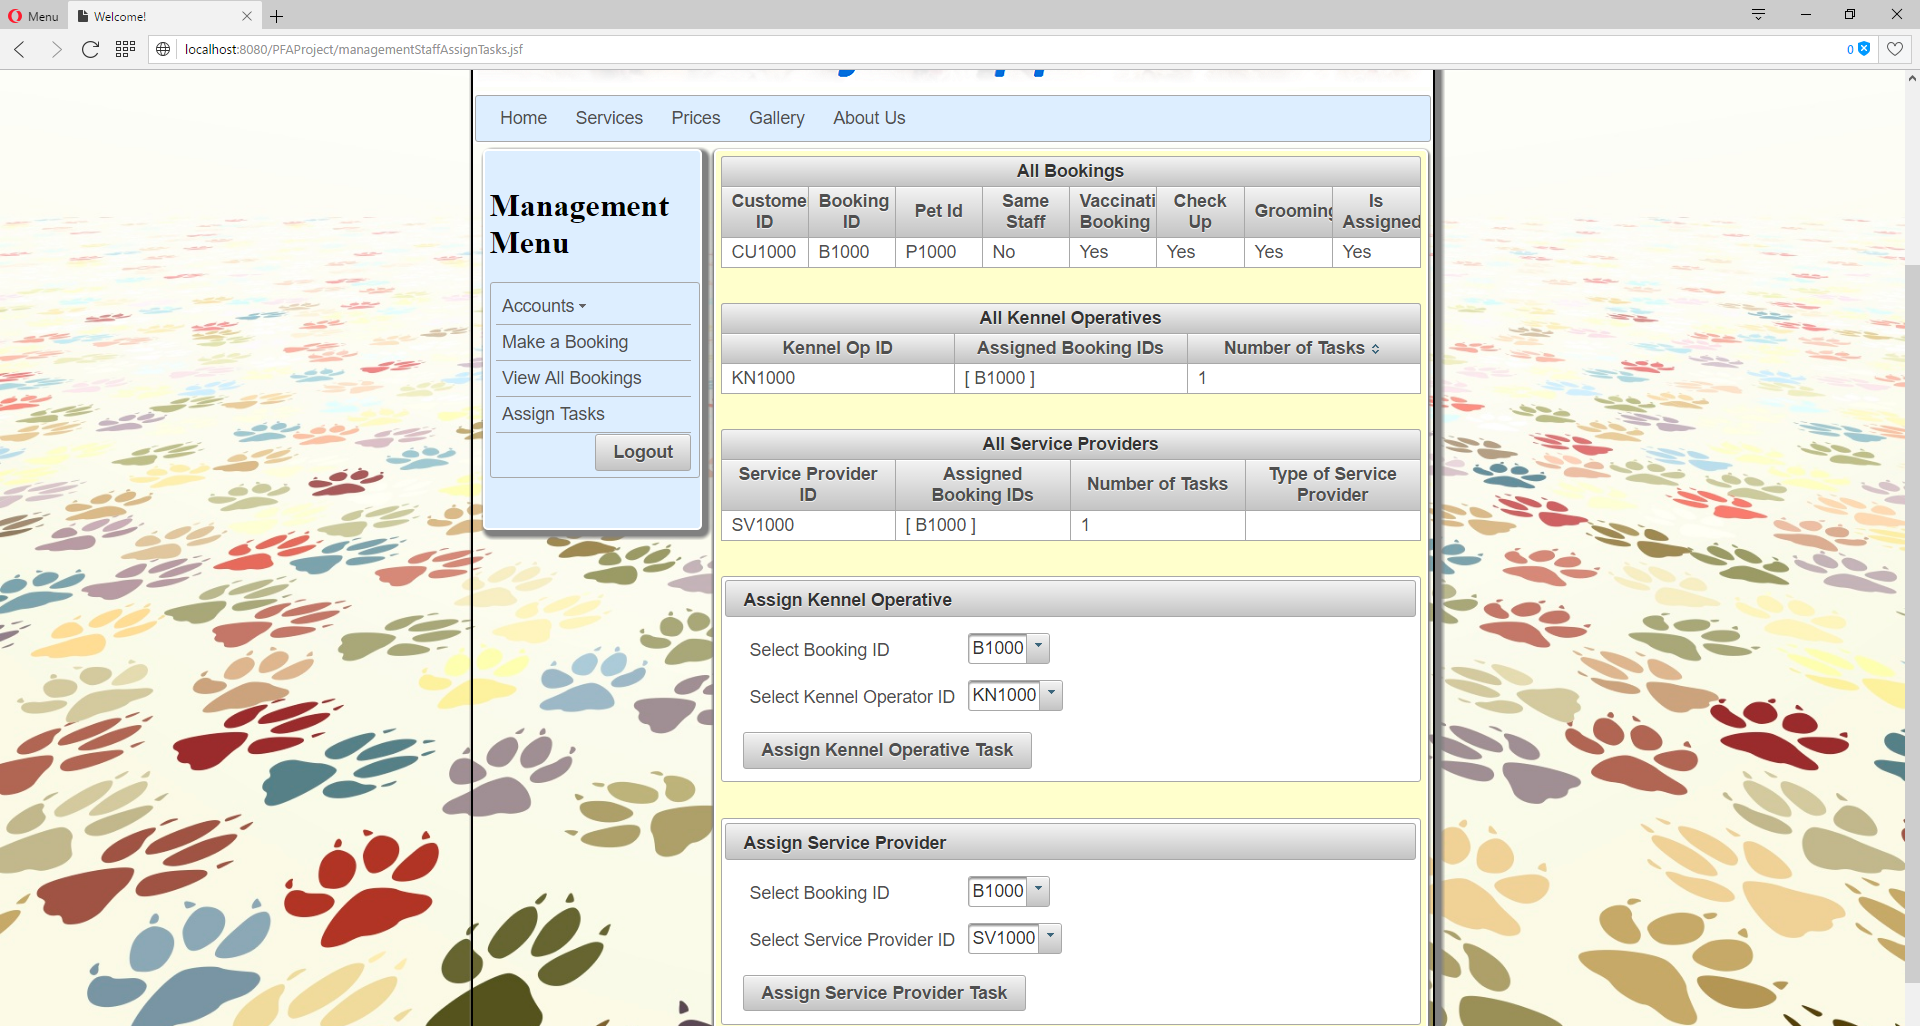 Menu
Welcome!
localhost:8080/PFAProject/managementStaffAssignTasks.jsf
0
Home Services Prices Gallery About Us
Management
Menu
Accounts
Make a Booking
View All Bookings
Assign Tasks
Logout
All Bookings
Custome ID
Booking ID
Pet Id
Same Staff
Vaccinati Booking
Check Up
Grooming
Is Assigned
CU1000 B1000 P1000 No Yes Yes Yes Yes
All Kennel Operatives
Kennel Op ID Assigned Booking IDs Number of Tasks
KN1000 [ B1000 ] 1
All Service Providers
Service Provider ID
Assigned Booking IDs
Number of Tasks
Type of Service Provider
SV1000 [ B1000 ] 1
Assign Kennel Operative
Select Booking ID B1000
Select Kennel Operator ID KN1000
Assign Kennel Operative Task
Assign Service Provider
Select Booking ID B1000
Select Service Provider ID SV1000
Assign Service Provider Task